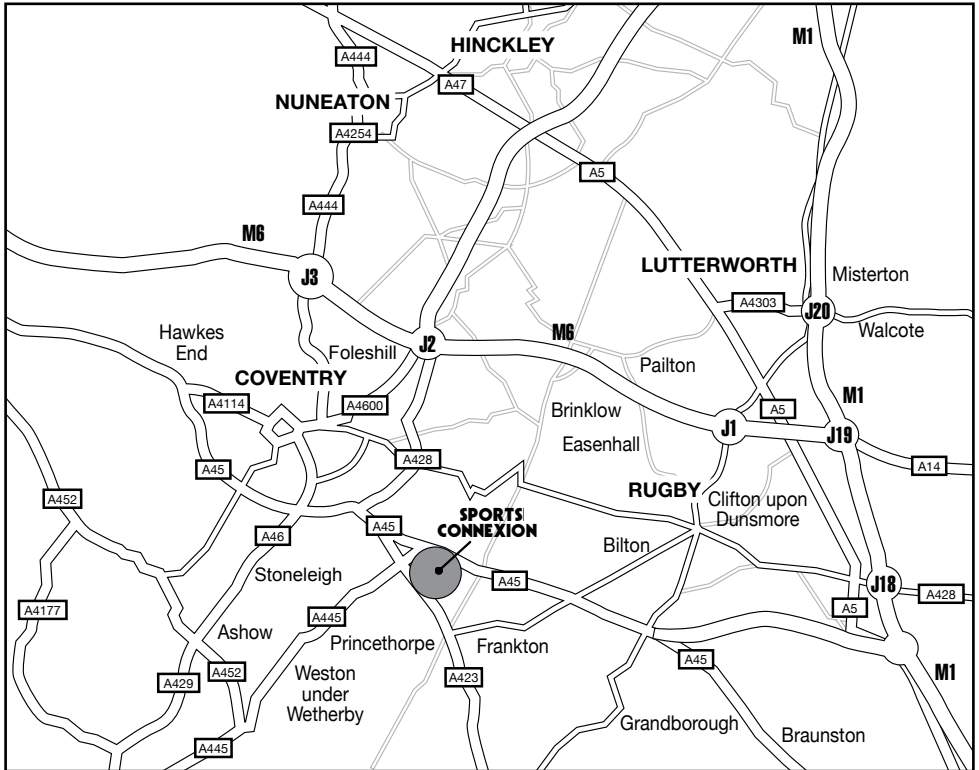 M1
HINCKLEY
A444
A47
NUNEATON
A4254
A5
A444
M6
LUTTERWORTH
J3
Misterton
A4303
J20
Hawkes
End
Foleshill
J2
M6
Walcote
Pailton
COVENTRY
M1
A4114
A4600
A5
Brinklow
J1
J19
Easenhall
A45
A428
A14
RUGBY
A452
Clifton upon
Dunsmore
SPORTS
CONNEXION
A45
A46
Bilton
Stoneleigh
A45
J18
A428
A4177
A445
A5
Ashow
Princethorpe
Frankton
A452
Weston
under
Wetherby
A423
A45
M1
A429
Grandborough
Braunston
A445